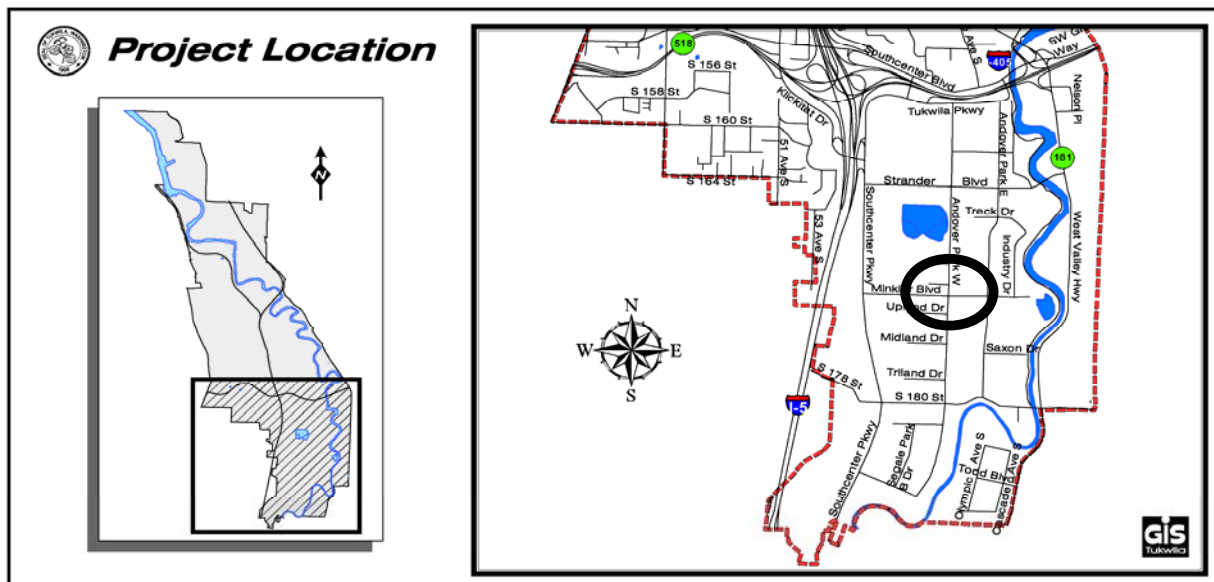 Project Location
518
S 156 St
S 158 St
S 160 St
S 164 St
Klickitat Dr
51 Ave S
53 Ave S
Southcenter Blvd
I-405
SW Gr
Way
Nelson Pl
Tukwila Pkwy
Andover Park E
181
Strander Blvd
Treck Dr
Southcenter Pkwy
Andover Park W
Industry Dr
West Valley Hwy
Minkler Blvd
Upland Dr
Midland Dr
Saxon Dr
Triland Dr
S 178 St
S 180 St
I-5
N
W E
S
Southcenter Pkwy
Segale Park
B Dr
Olympic Ave S
Todd Blvd
Cascade Ave S
GIS
Tukwila
N